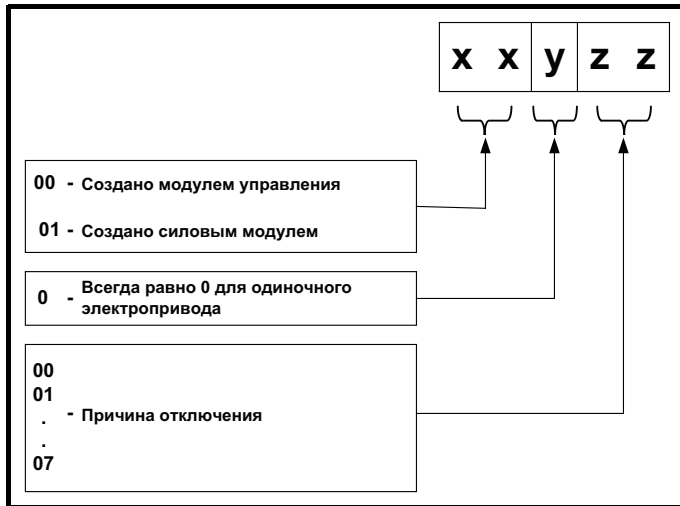 x x y z z
00 - Создано модулем управления
01 - Создано силовым модулем
0 - Всегда равно 0 для одиночного
электропривода
00
01
.
- Причина отключения
.
07